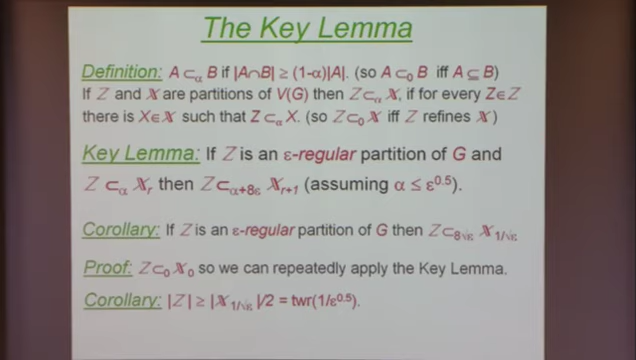 The Key Lemma
Definition: A ⊂α B if |A∩B| ≥ (1-α)|A|. (so A ⊂0 B iff A ⊆ B)
If Z and X are partitions of V(G) then Z⊂α X, if for every Z∈Z
there is X∈X such that Z⊂α X. (so Z⊂0 X iff Z refines X)
Key Lemma: If Z is an ε-regular partition of G and
Z ⊂α Xr then Z⊂α+8ε Xr+1 (assuming α ≤ ε^0.5).
Corollary: If Z is an ε-regular partition of G then Z⊂8√ε X1/√ε
Proof: Z⊂0 X0 so we can repeatedly apply the Key Lemma.
Corollary: |Z| ≥ |X1/√ε|/2 = twr(1/ε^0.5).